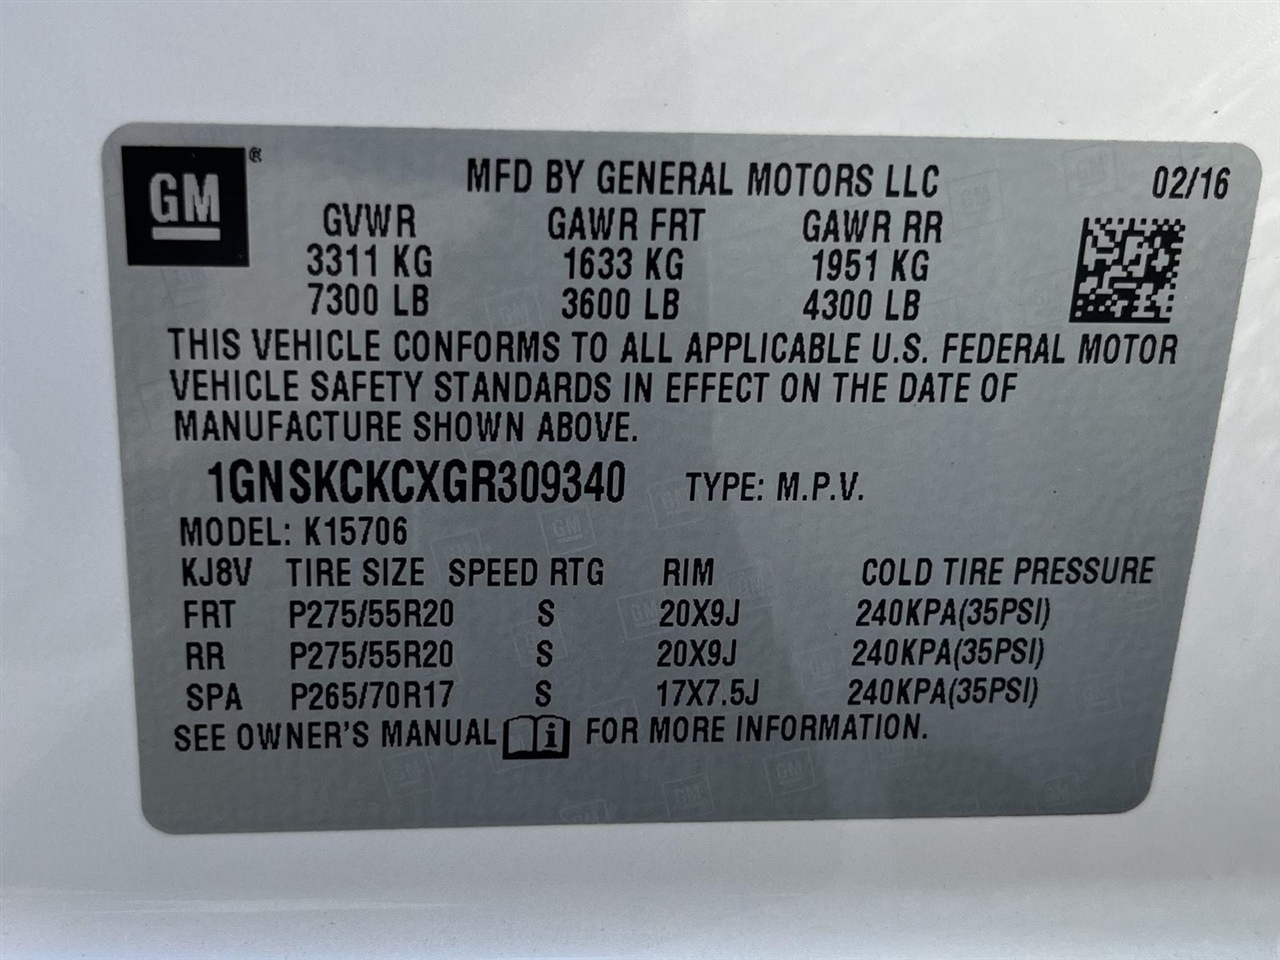 GM®
MFD BY GENERAL MOTORS LLC 02/16
GVWR GAWR FRT GAWR RR
3311 KG 1633 KG 1951 KG
7300 LB 3600 LB 4300 LB
THIS VEHICLE CONFORMS TO ALL APPLICABLE U.S. FEDERAL MOTOR
VEHICLE SAFETY STANDARDS IN EFFECT ON THE DATE OF
MANUFACTURE SHOWN ABOVE.
1GNSKCKCXGR309340 TYPE: M.P.V.
MODEL: K15706
KJ8V TIRE SIZE SPEED RTG RIM COLD TIRE PRESSURE
FRT P275/55R20 S 20X9J 240KPA(35PSI)
RR P275/55R20 S 20X9J 240KPA(35PSI)
SPA P265/70R17 S 17X7.5J 240KPA(35PSI)
SEE OWNER'S MANUAL i FOR MORE INFORMATION.